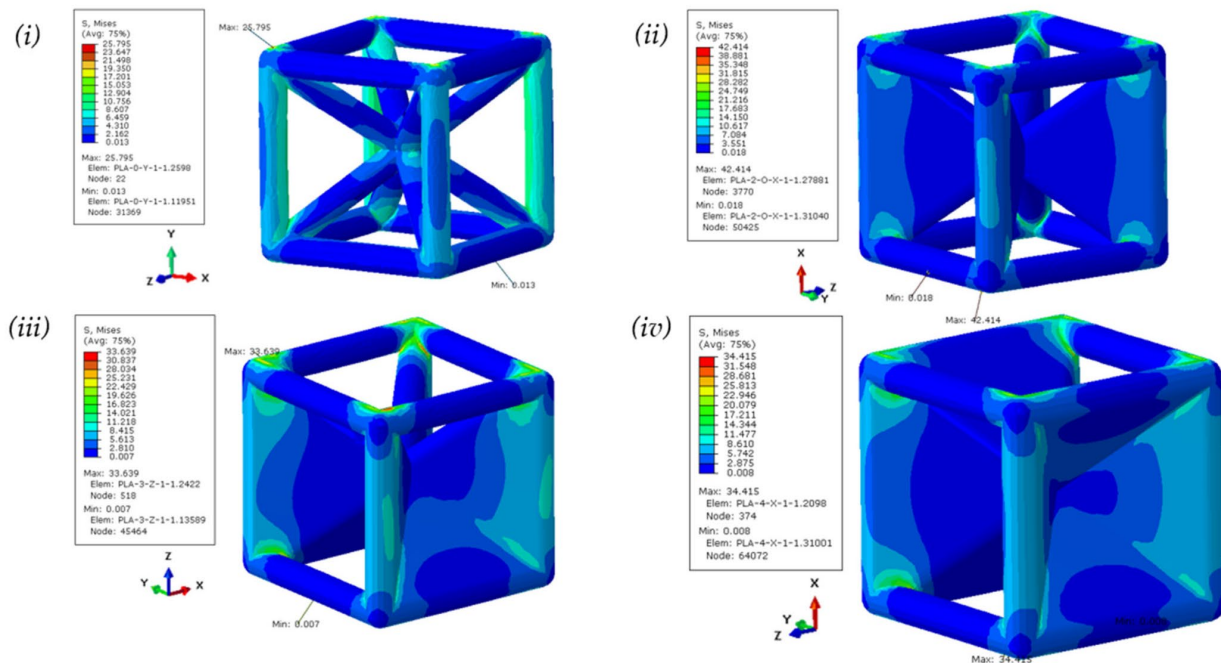 (i)
S, Mises
(Avg: 75%)
25.795
23.647
21.498
19.350
17.201
15.053
12.904
10.756
8.607
6.459
4.310
2.162
0.013
Max: 25.795
Elem: PLA-0-Y-1-1.2598
Node: 22
Min: 0.013
Elem: PLA-0-Y-1-1.11951
Node: 31369
Y
Z
X
Max: 25.795
Min: 0.013
(ii)
S, Mises
(Avg: 75%)
42.414
38.881
35.348
31.815
28.282
24.749
21.216
17.683
14.150
10.617
7.084
3.551
0.018
Max: 42.414
Elem: PLA-2-O-X-1-1.27881
Node: 3770
Min: 0.018
Elem: PLA-2-O-X-1-1.31040
Node: 50425
X
Z
Y
Min: 0.018
Max: 42.414
(iii)
S, Mises
(Avg: 75%)
33.639
30.837
28.034
25.231
22.429
19.626
16.823
14.021
11.218
8.415
5.613
2.810
0.007
Max: 33.639
Elem: PLA-3-Z-1-1.2422
Node: 518
Min: 0.007
Elem: PLA-3-Z-1-1.13589
Node: 45464
Z
Y
X
Max: 33.639
Min: 0.007
(iv)
S, Mises
(Avg: 75%)
34.415
31.548
28.681
25.813
22.946
20.079
17.211
14.344
11.477
8.610
5.742
2.875
0.008
Max: 34.415
Elem: PLA-4-X-1-1.2098
Node: 374
Min: 0.008
Elem: PLA-4-X-1-1.31001
Node: 64072
X
Y
Z
Min: 0.008
Max: 34.415